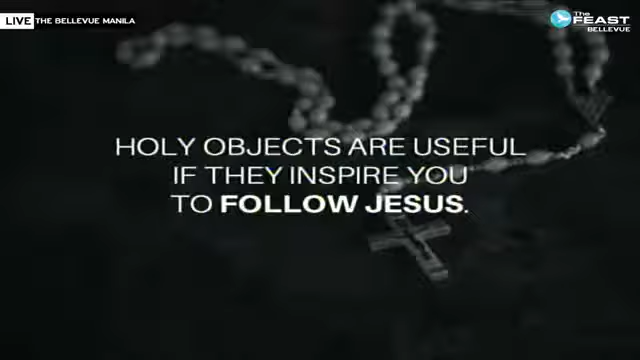 LIVE THE BELLEVUE MANILA
The FEAST
BELLEVUE
HOLY OBJECTS ARE USEFUL
IF THEY INSPIRE YOU
TO FOLLOW JESUS.